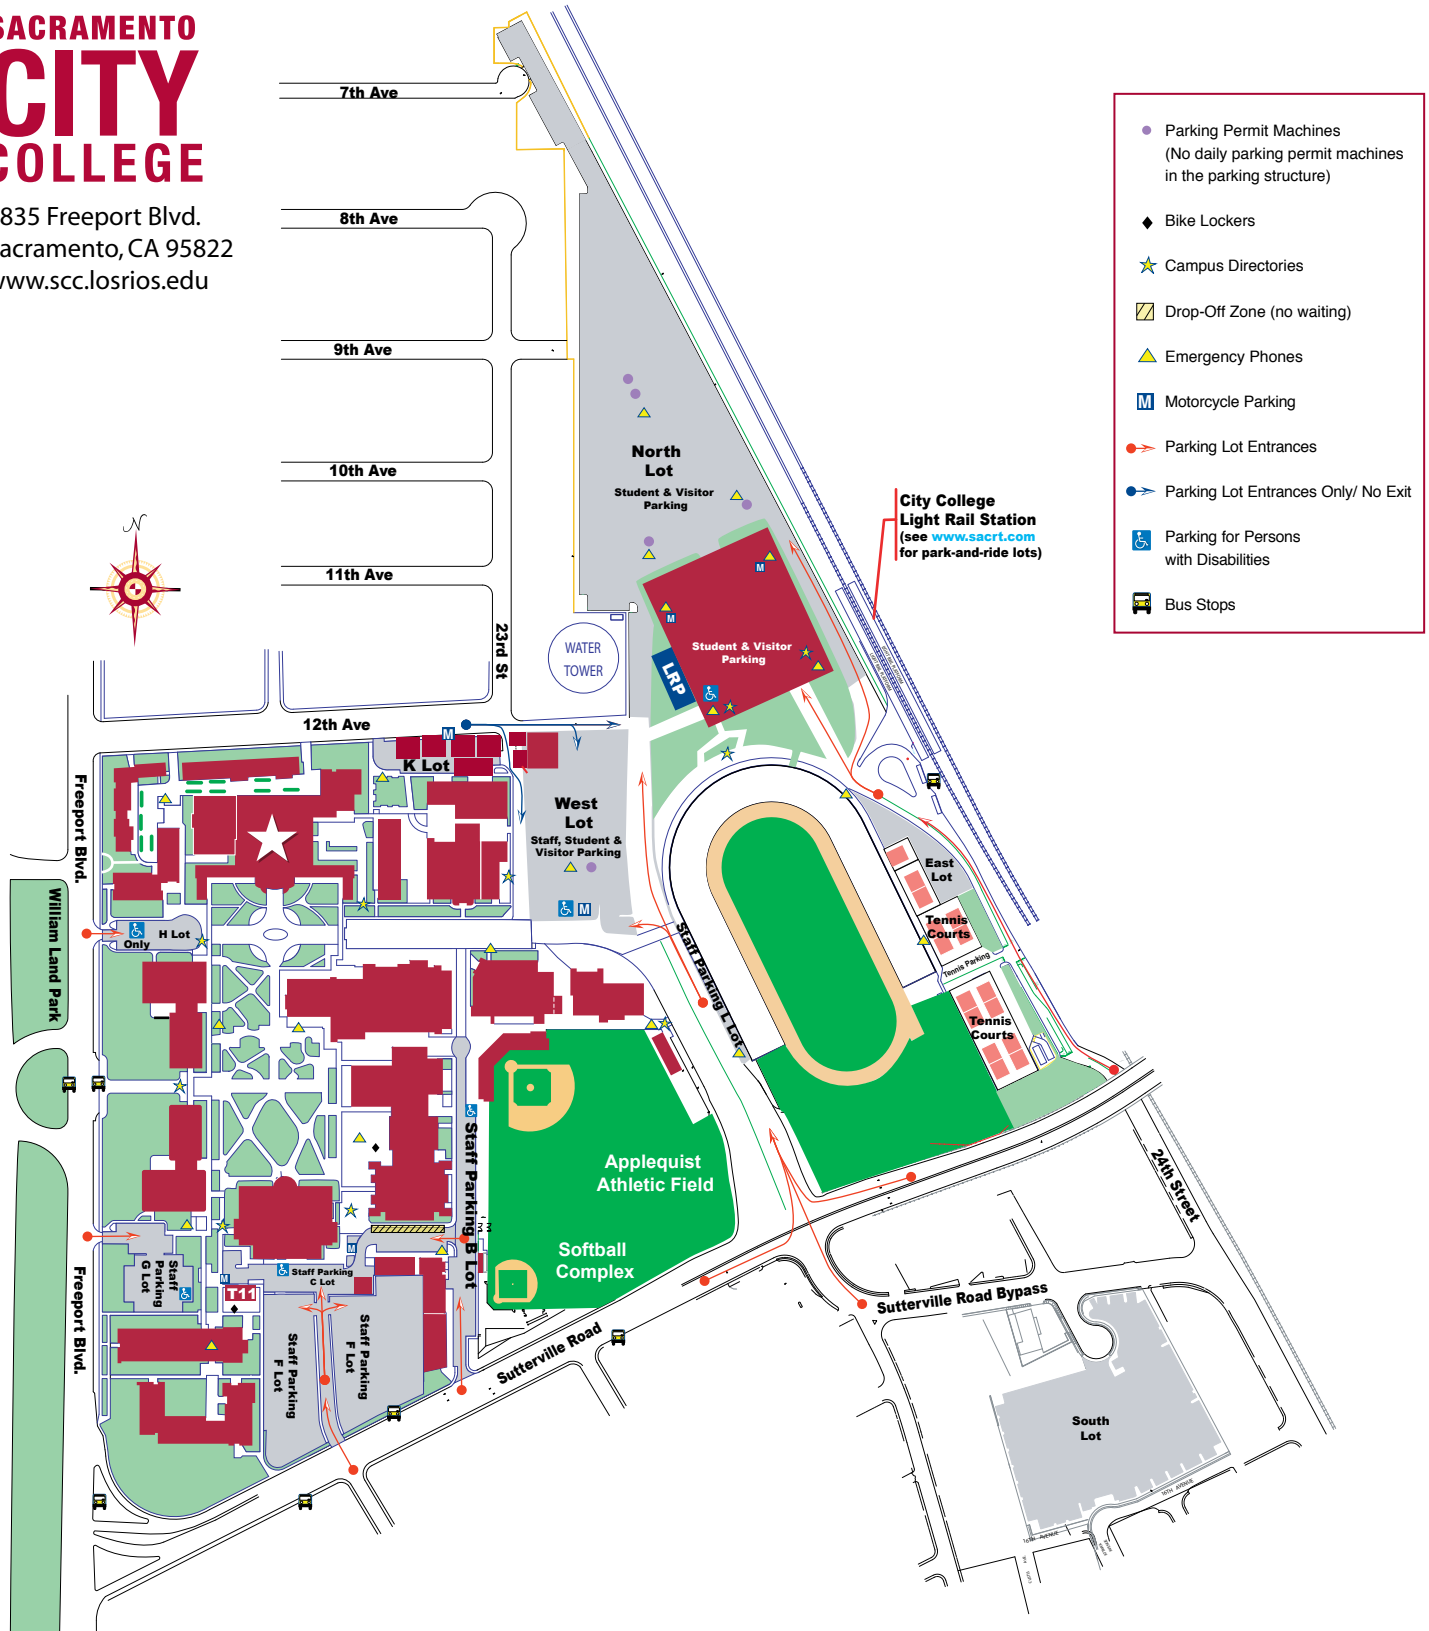 SACRAMENTO
CITY
COLLEGE
835 Freeport Blvd.
acramento, CA 95822
www.scc.losrios.edu
7th Ave
8th Ave
9th Ave
10th Ave
11th Ave
12th Ave
23rd St
N
Parking Permit Machines
(No daily parking permit machines
in the parking structure)
Bike Lockers
Campus Directories
Drop-Off Zone (no waiting)
Emergency Phones
M
Motorcycle Parking
Parking Lot Entrances
Parking Lot Entrances Only/ No Exit
Parking for Persons
with Disabilities
Bus Stops
North
Lot
Student & Visitor
Parking
City College
Light Rail Station
(see www.sacrt.com
for park-and-ride lots)
M
M
Student & Visitor
Parking
LRP
WATER
TOWER
M
K Lot
West
Lot
Staff, Student &
Visitor Parking
M
East
Lot
Tennis
Courts
Tennis Parking
Tennis
Courts
Staff Parking L Lot
Freeport Blvd.
William Land Park
H Lot
Only
Staff Parking B Lot
Applequist
Athletic Field
Softball
Complex
24th Street
Staff
Parking
G Lot
M
M
Staff Parking
C Lot
T11
Staff Parking
F Lot
Staff Parking
F Lot
Freeport Blvd.
Sutterville Road
Sutterville Road Bypass
South
Lot
16TH AVENUE
16TH AVENUE